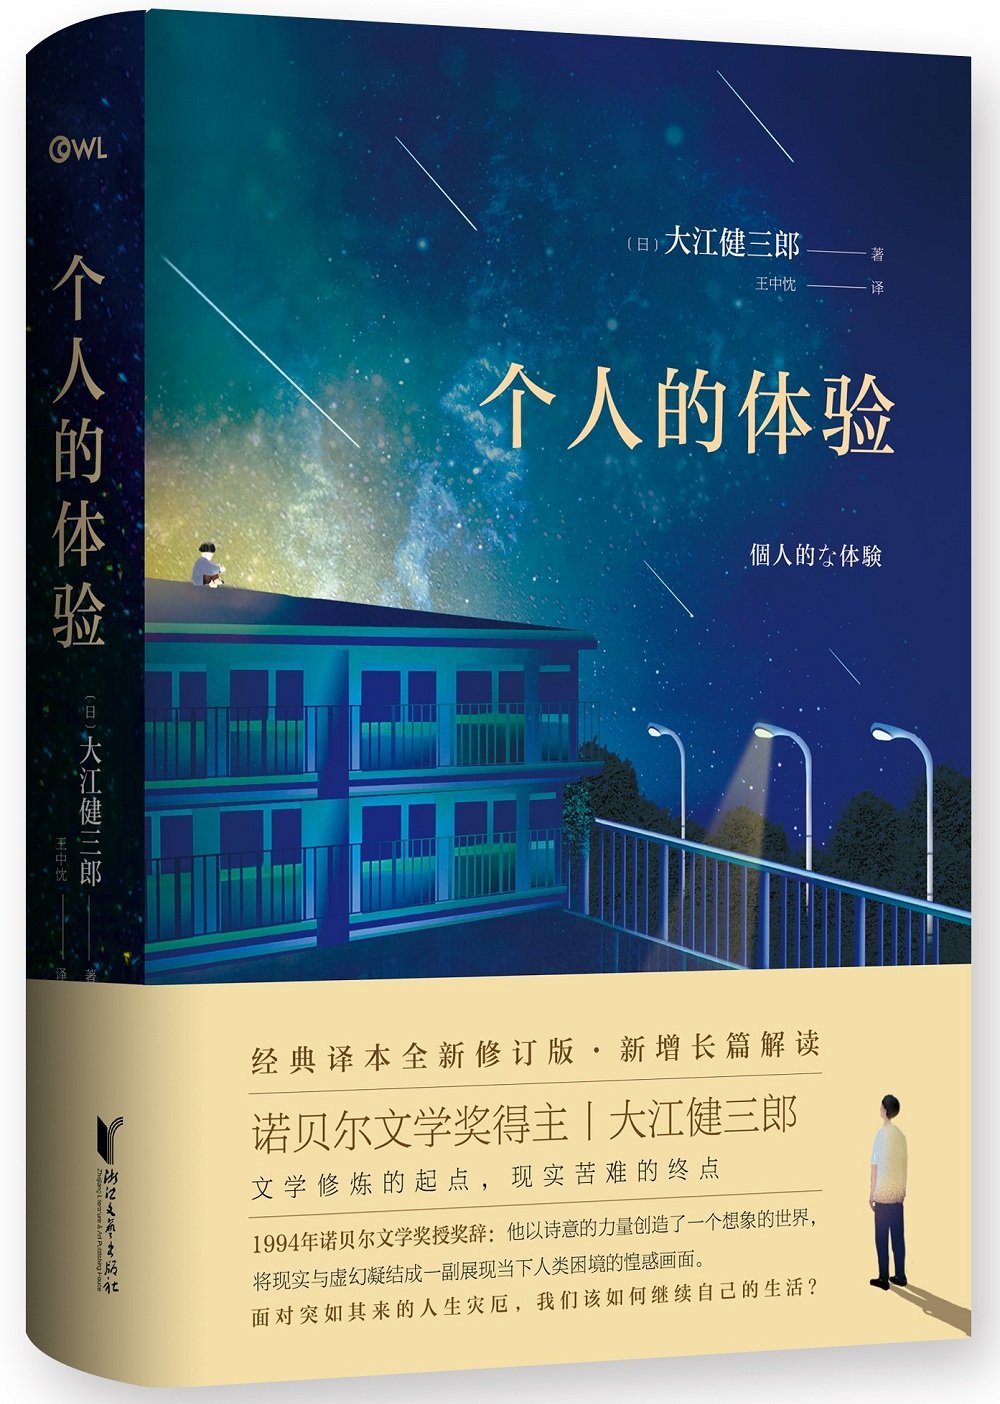 OWL
个人的体验
（日）大江健三郎 著
王中忱 译
浙江文艺出版社
Zhejiang Literature & Art Publishing House
（日）大江健三郎 著
王中忱 译
个人的体验
個人的な体験
经典译本全新修订版·新增长篇解读
诺贝尔文学奖得主|大江健三郎
文学修炼的起点，现实苦难的终点
1994年诺贝尔文学奖授奖辞：他以诗意的力量创造了一个想象的世界，
将现实与虚幻凝结成一副展现当下人类困境的惶惑画面。
面对突如其来的人生灾厄，我们该如何继续自己的生活？